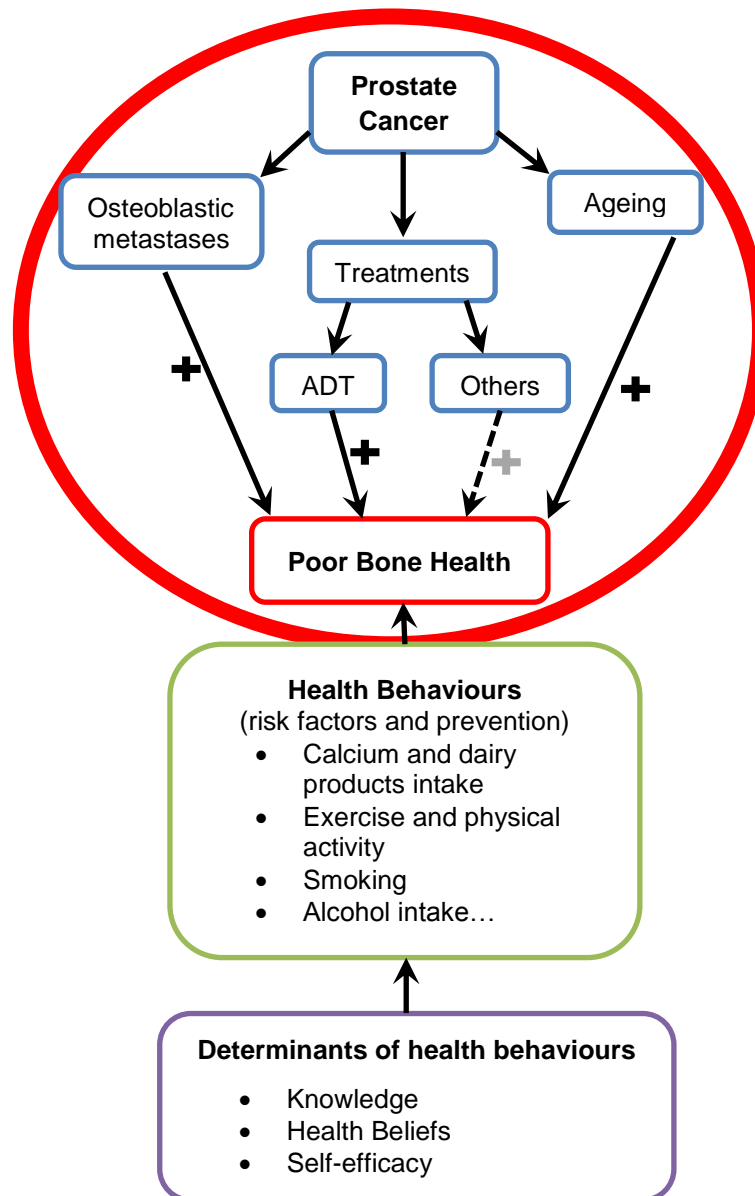 Prostate
Cancer
Osteoblastic
metastases
Ageing
Treatments
ADT
Others
Poor Bone Health
Health Behaviours
(risk factors and prevention)
• Calcium and dairy
products intake
• Exercise and physical
activity
• Smoking
• Alcohol intake…
Determinants of health behaviours
• Knowledge
• Health Beliefs
• Self-efficacy